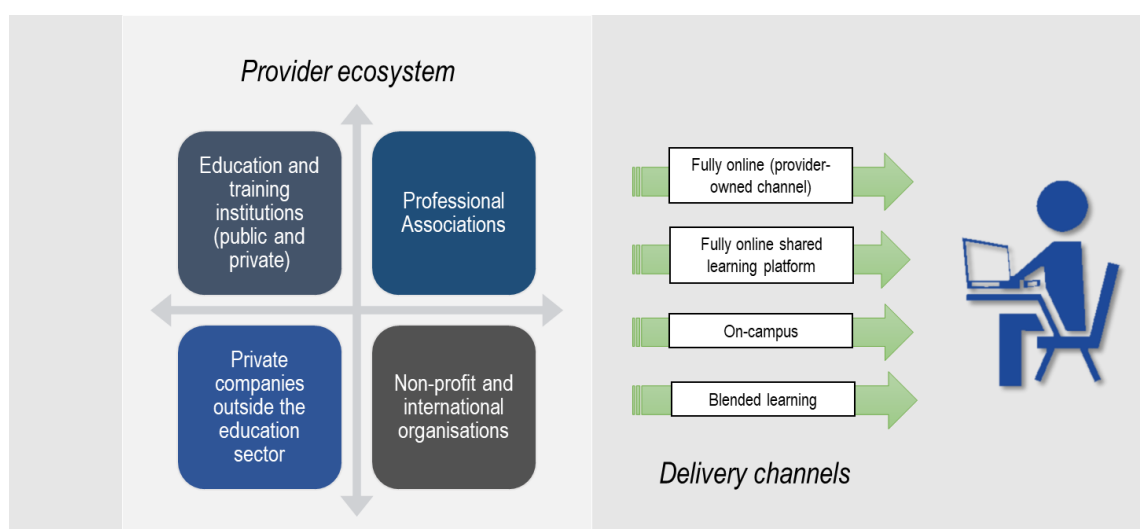 Provider ecosystem
Education and
training
institutions
(public and
private)
Professional
Associations
Private
companies
outside the
education
sector
Non-profit and
international
organisations
Fully online (provider-
owned channel)
Fully online shared
learning platform
On-campus
Blended learning
Delivery channels